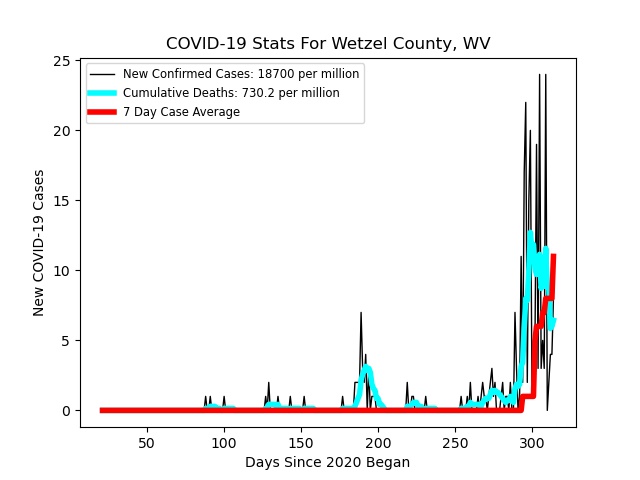 COVID-19 Stats For Wetzel County, WV
New Confirmed Cases: 18700 per million
Cumulative Deaths: 730.2 per million
7 Day Case Average
New COVID-19 Cases
25
20
15
10
5
0
50 100 150 200 250 300
Days Since 2020 Began